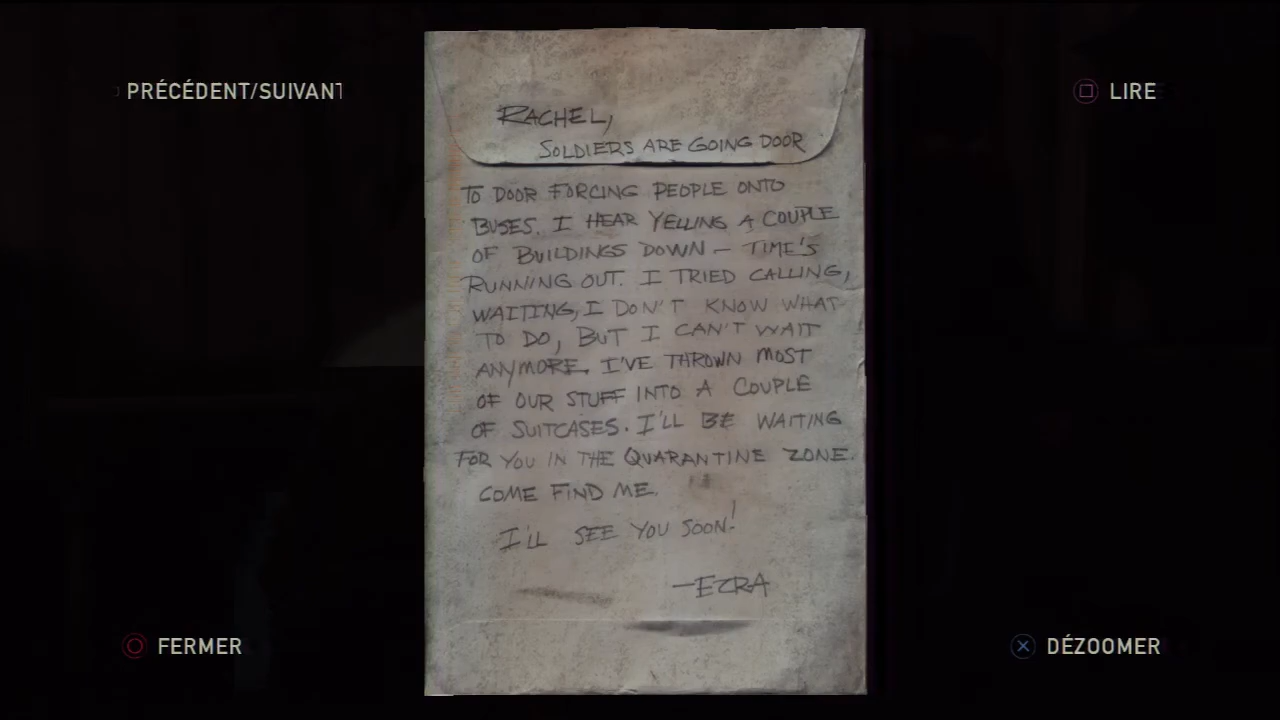 PRÉCÉDENT/SUIVANT
LIRE
RACHEL,
SOLDIERS ARE GOING DOOR
TO DOOR FORCING PEOPLE ONTO
BUSES. I HEAR YELLING A COUPLE
OF BUILDINGS DOWN — TIME'S
RUNNING OUT. I TRIED CALLING,
WAITING, I DON'T KNOW WHAT
TO DO, BUT I CAN'T WAIT
ANYMORE. I'VE THROWN MOST
OF OUR STUFF INTO A COUPLE
OF SUITCASES. I'LL BE WAITING
FOR YOU IN THE QUARANTINE ZONE.
COME FIND ME.
I'LL SEE YOU SOON!
—EZRA
FERMER
DÉZOOMER